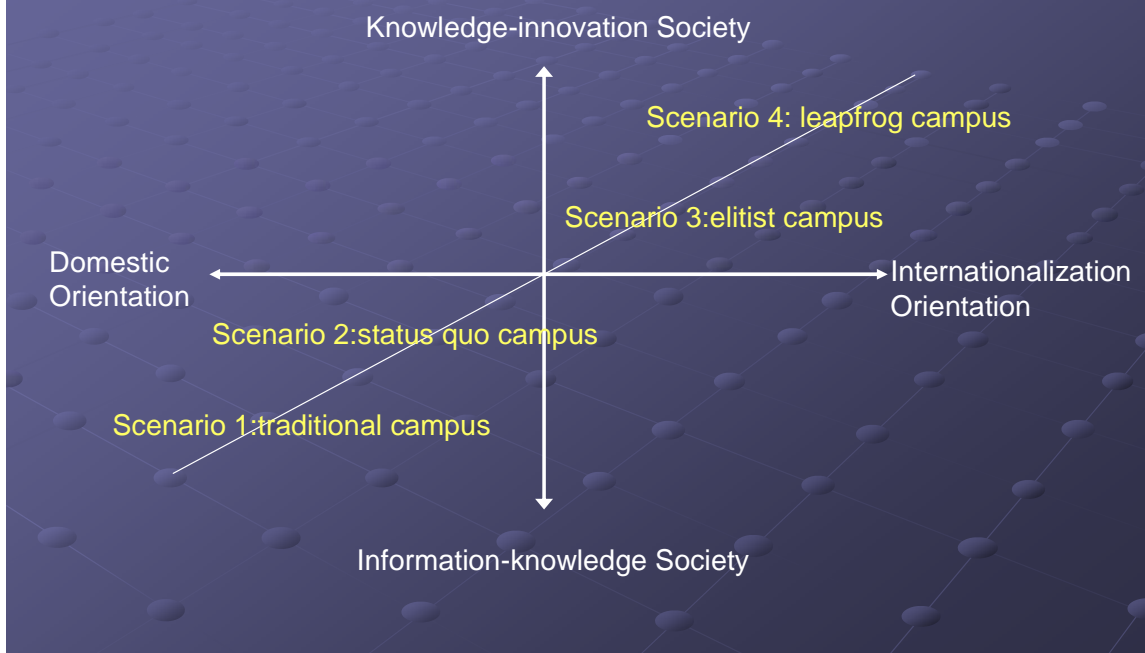 Knowledge-innovation Society
Scenario 4: leapfrog campus
Scenario 3:elitist campus
Domestic
Orientation
Internationalization
Orientation
Scenario 2:status quo campus
Scenario 1:traditional campus
Information-knowledge Society